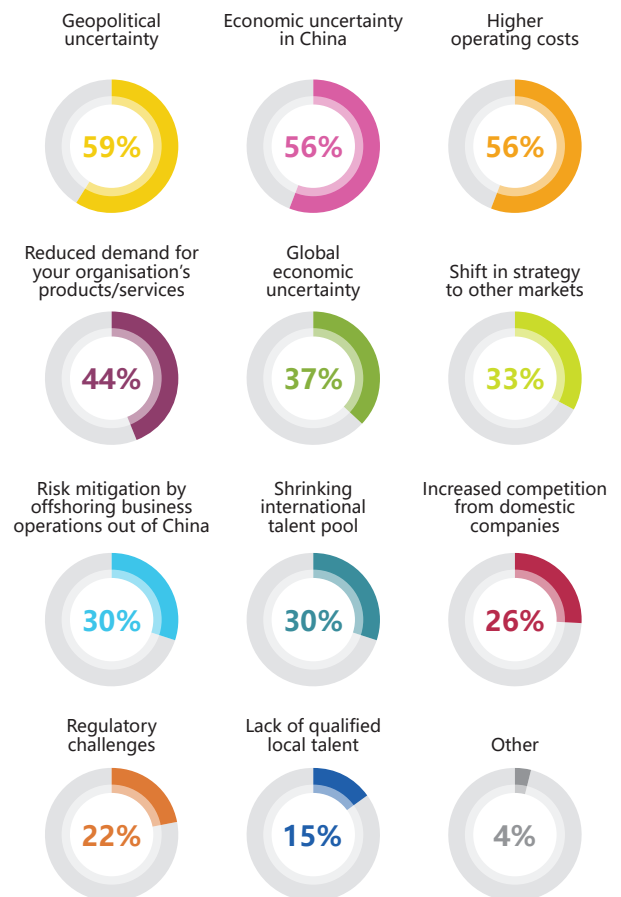 Geopolitical
uncertainty
59%
Economic uncertainty
in China
56%
Higher
operating costs
56%
Reduced demand for
your organisation’s
products/services
44%
Global
economic
uncertainty
37%
Shift in strategy
to other markets
33%
Risk mitigation by
offshoring business
operations out of China
30%
Shrinking
international
talent pool
30%
Increased competition
from domestic
companies
26%
Regulatory
challenges
22%
Lack of qualified
local talent
15%
Other
4%